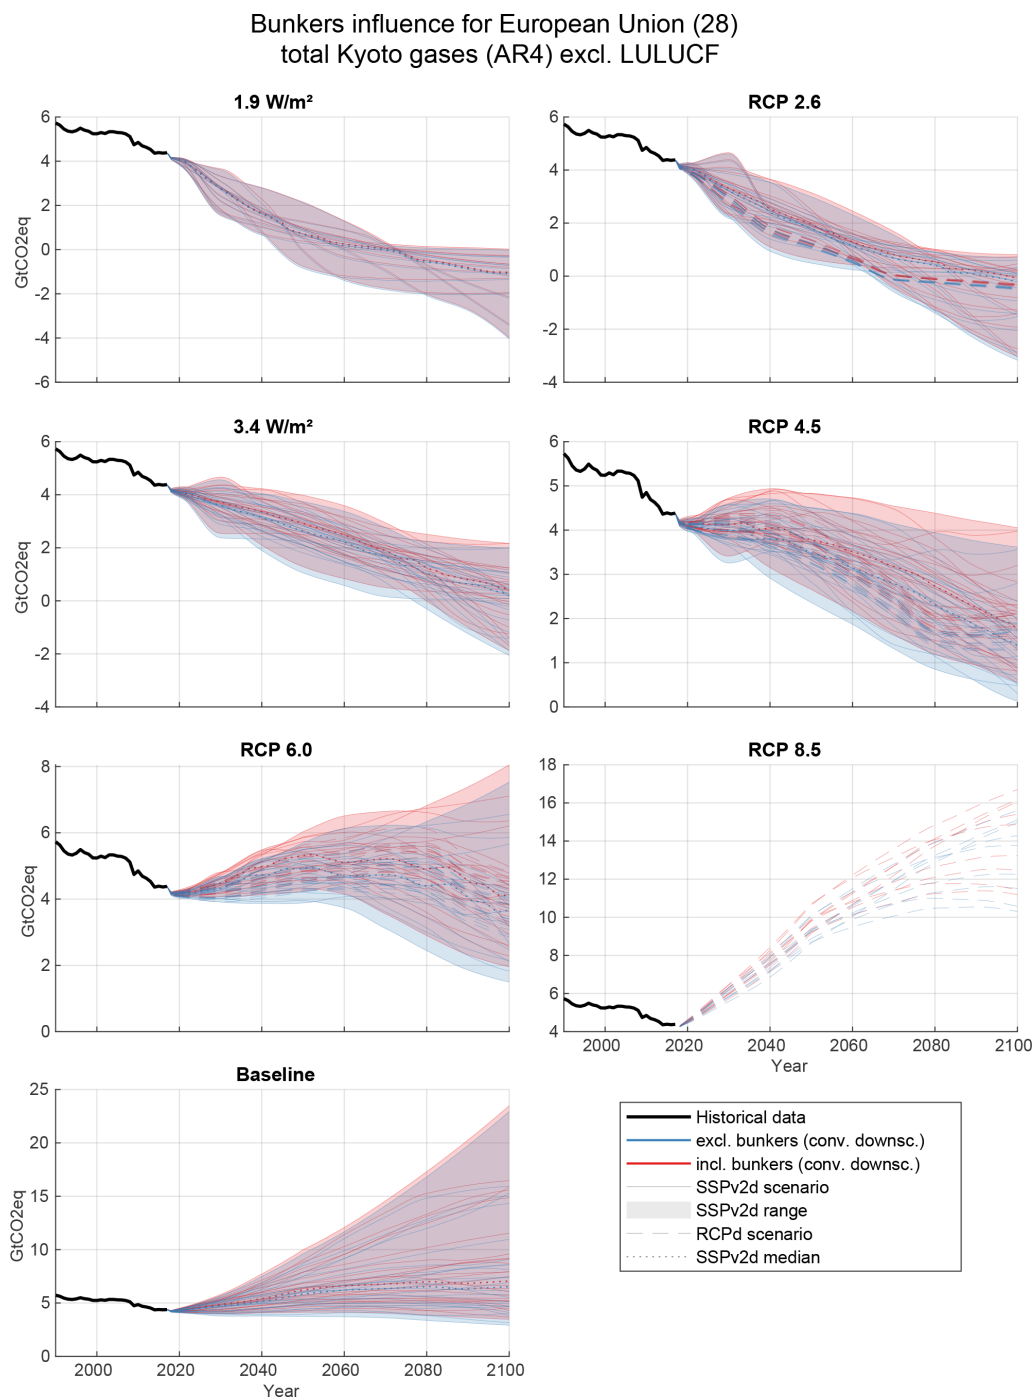 Bunkers influence for European Union (28)
total Kyoto gases (AR4) excl. LULUCF
1.9 W/m²
6
4
2
0
-2
-4
-6
GtCO2eq
RCP 2.6
6
4
2
0
-2
-4
3.4 W/m²
6
4
2
0
-2
-4
GtCO2eq
RCP 4.5
6
5
4
3
2
1
0
RCP 6.0
8
6
4
2
0
GtCO2eq
RCP 8.5
18
16
14
12
10
8
6
4
2000 2020 2040 2060 2080 2100
Year
Baseline
25
20
15
10
5
0
GtCO2eq
2000 2020 2040 2060 2080 2100
Year
Historical data
excl. bunkers (conv. downsc.)
incl. bunkers (conv. downsc.)
SSPv2d scenario
SSPv2d range
RCPd scenario
SSPv2d median